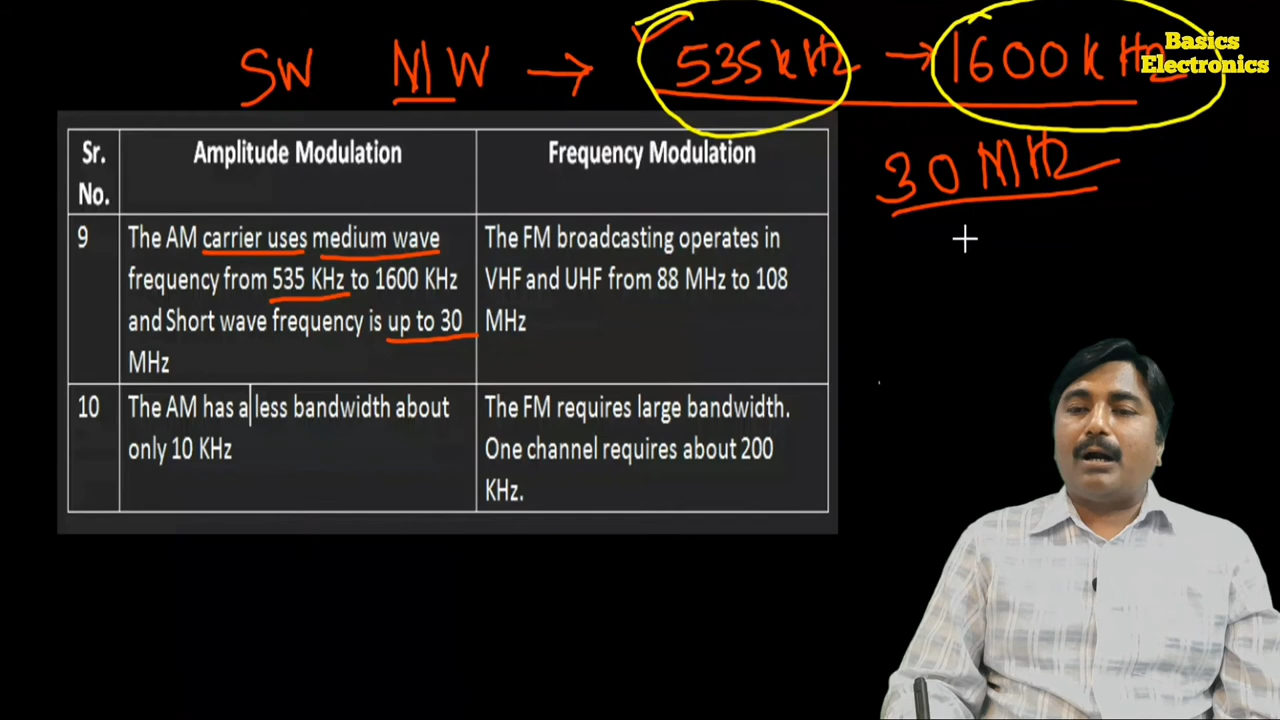 SW MW → 535 kHz → 1600 k Hz
Basics
Electronics
30 MHz
Sr. No. Amplitude Modulation Frequency Modulation
9 The AM carrier uses medium wave The FM broadcasting operates in
frequency from 535 KHz to 1600 KHz VHF and UHF from 88 MHz to 108
and Short wave frequency is up to 30 MHz
MHz
10 The AM has a less bandwidth about The FM requires large bandwidth.
only 10 KHz One channel requires about 200
KHz.